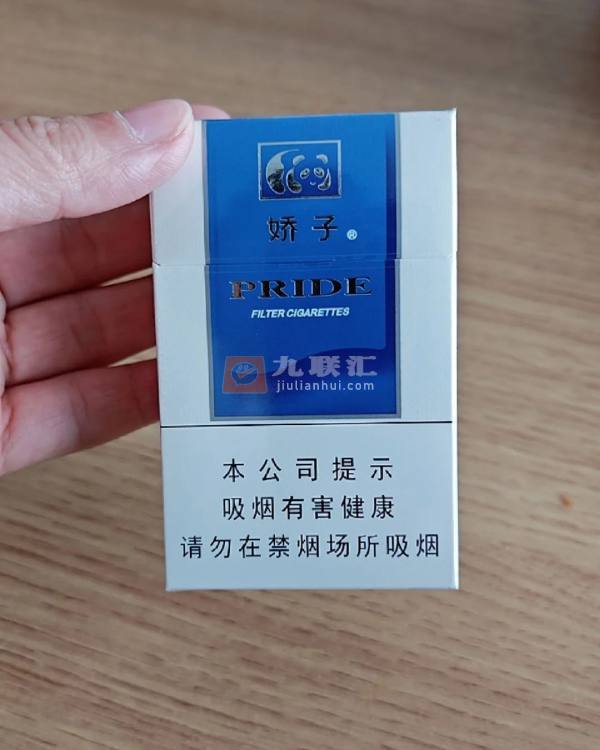 娇子®
PRIDE
FILTER CIGARETTES
九联汇
jiulianhui.com
本公司提示
吸烟有害健康
请勿在禁烟场所吸烟